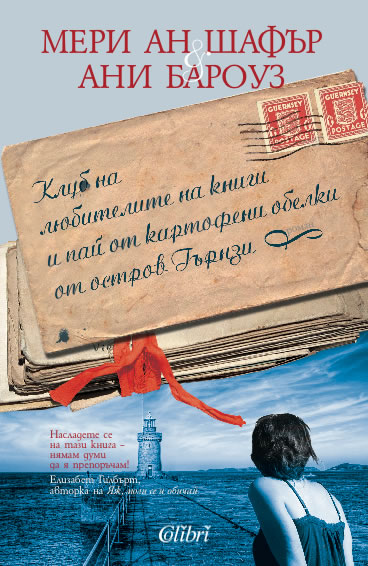 МЕРИ АН ШАФЪР
&
АНИ БАРОУЗ
GUERNSEY
POSTAGE
GUERNSEY
POSTAGE
Клуб на
любителите на книги
и пай от картофени обелки
от остров Гърнзи
Насладете се
на тази книга –
нямам думи
да я препоръчам!
Елизабет Гилбърт,
авторка на Яж, моли се и обичай
Colibri